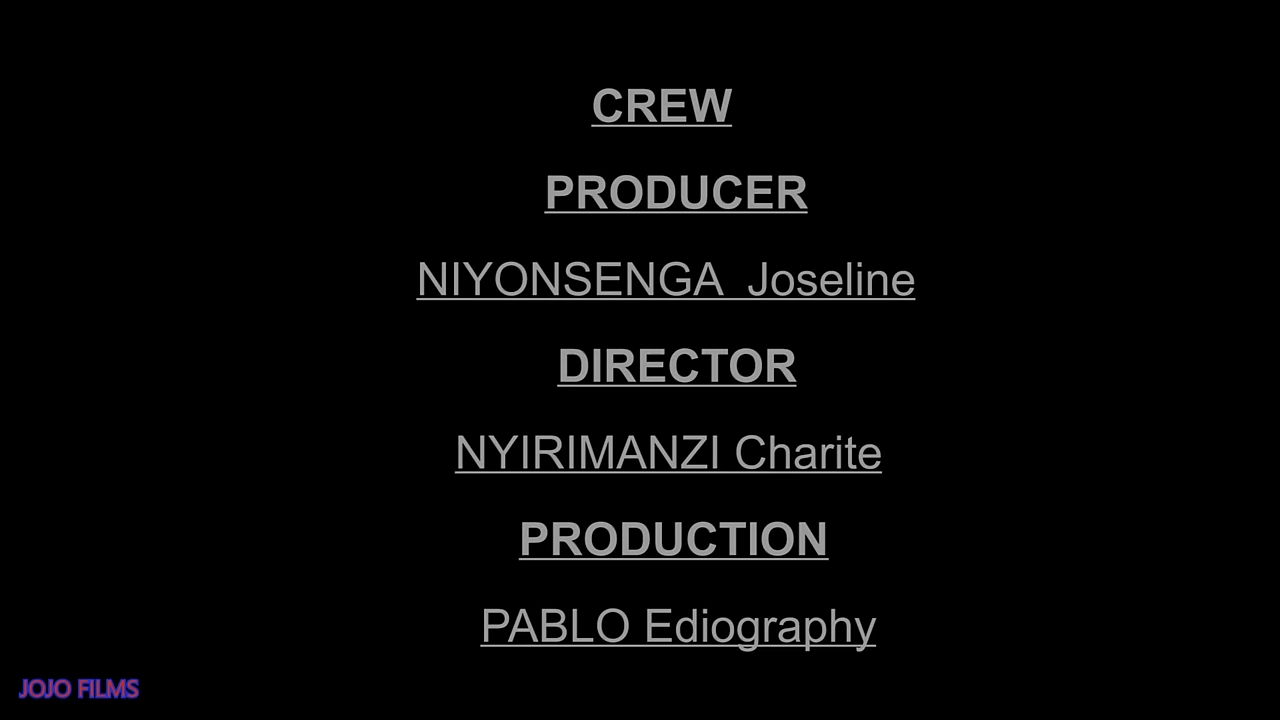 CREW
PRODUCER
NIYONSENGA  Joseline
DIRECTOR
NYIRIMANZI Charite
PRODUCTION
PABLO Ediography
JOJO FILMS